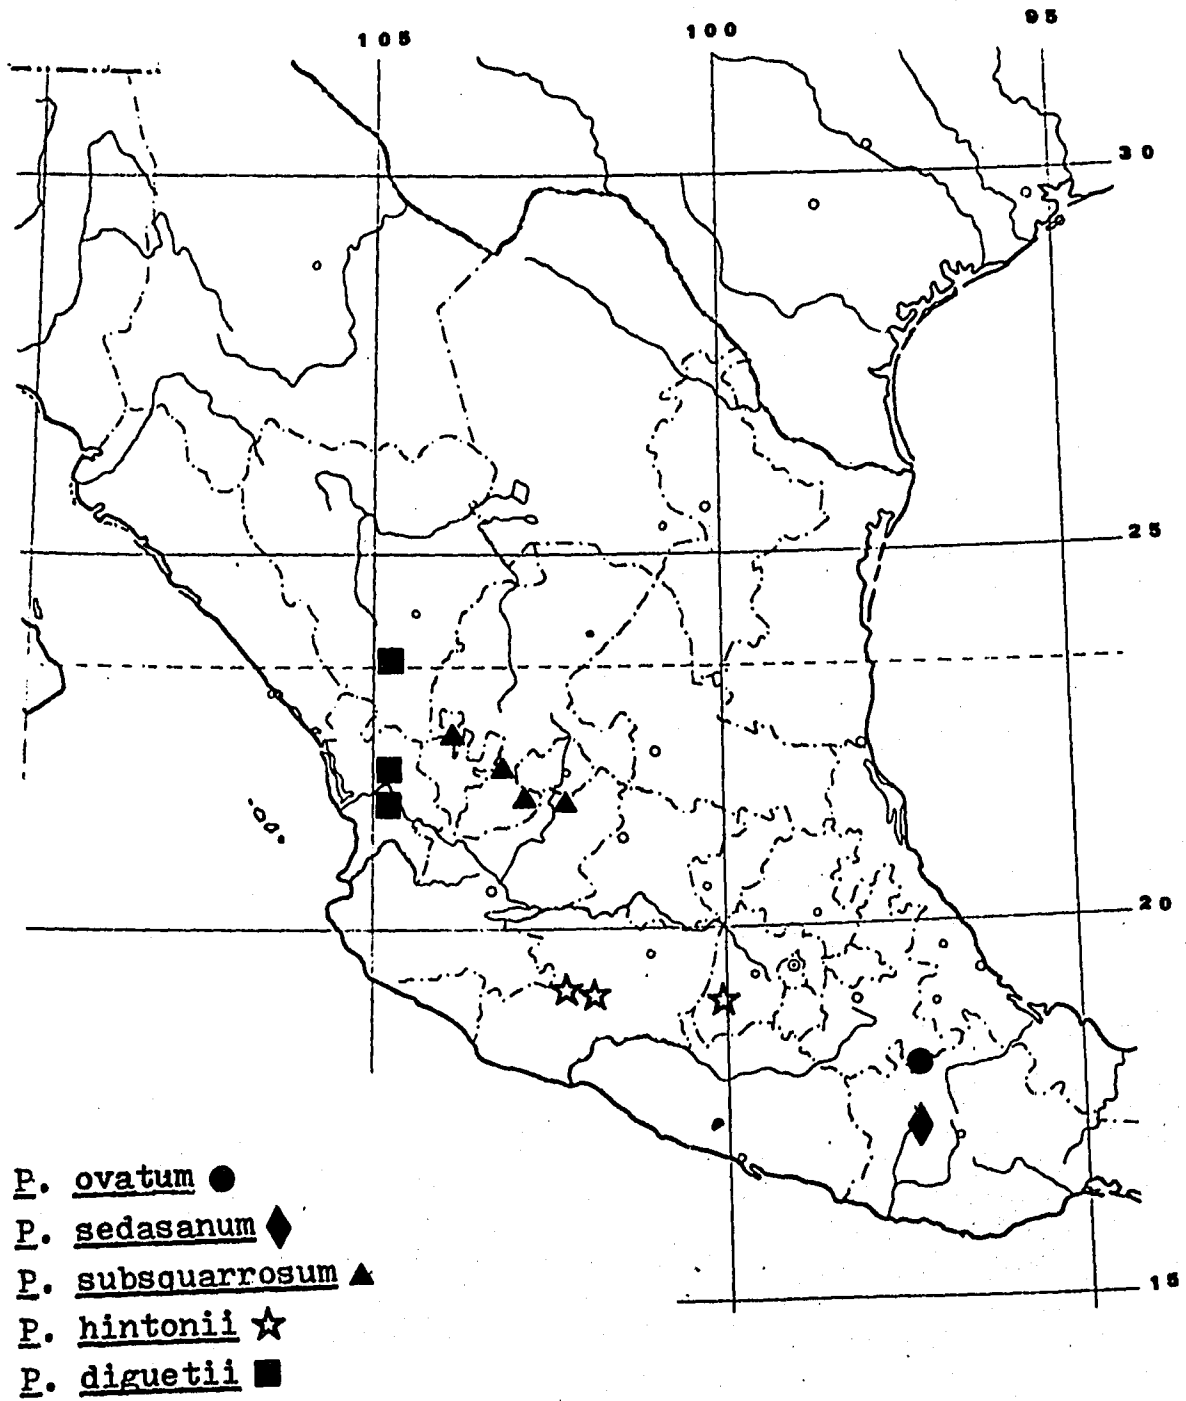 95
100
105
30
25
20
15
P. ovatum
P. sedasanum
P. subsquarrosum
P. hintonii
P. diguetii